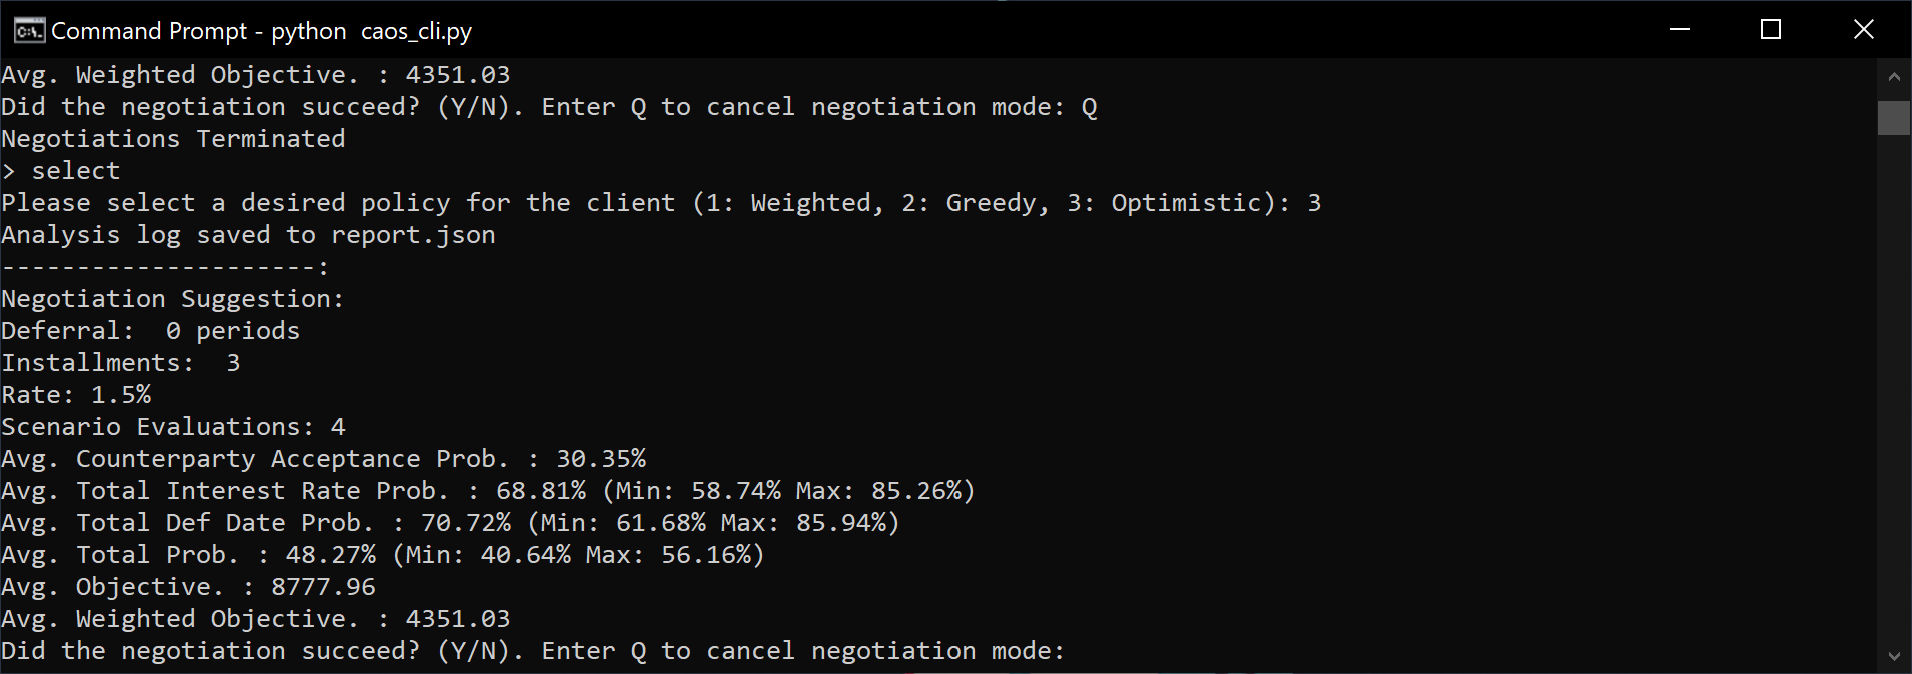 Command Prompt - python  caos_cli.py
Avg. Weighted Objective. : 4351.03
Did the negotiation succeed? (Y/N). Enter Q to cancel negotiation mode: Q
Negotiations Terminated
> select
Please select a desired policy for the client (1: Weighted, 2: Greedy, 3: Optimistic): 3
Analysis log saved to report.json
---------------------:
Negotiation Suggestion:
Deferral:  0 periods
Installments:  3
Rate: 1.5%
Scenario Evaluations: 4
Avg. Counterparty Acceptance Prob. : 30.35%
Avg. Total Interest Rate Prob. : 68.81% (Min: 58.74% Max: 85.26%)
Avg. Total Def Date Prob. : 70.72% (Min: 61.68% Max: 85.94%)
Avg. Total Prob. : 48.27% (Min: 40.64% Max: 56.16%)
Avg. Objective. : 8777.96
Avg. Weighted Objective. : 4351.03
Did the negotiation succeed? (Y/N). Enter Q to cancel negotiation mode: